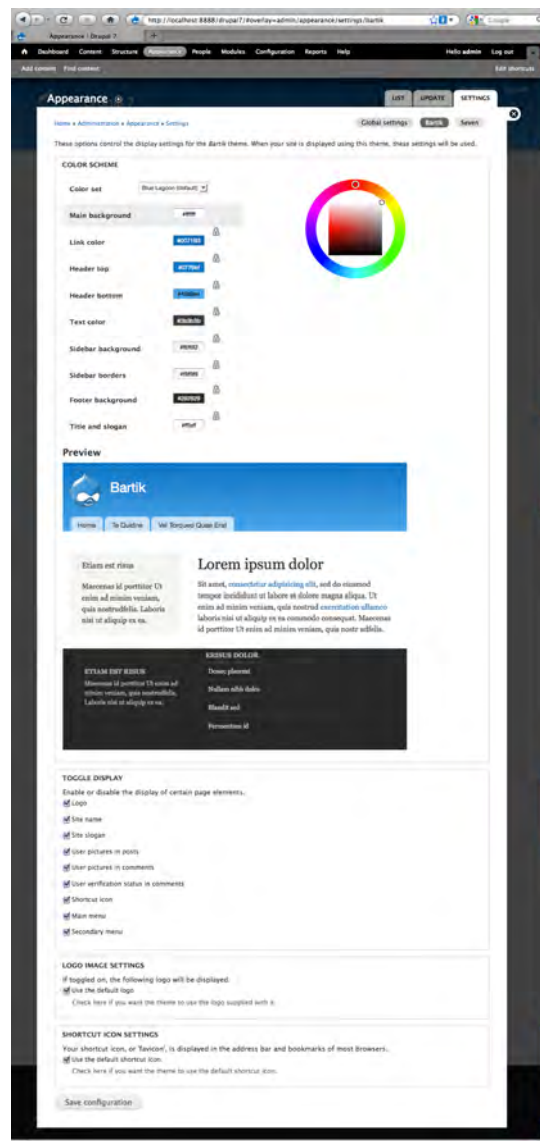 http://localhost:8888/drupal7/#overlay=admin/appearance/settings/bartik
Google
Appearance | Drupal 7
Dashboard Content Structure Appearance People Modules Configuration Reports Help Hello admin Log out
Add content Find content Edit shortcuts
Appearance LIST UPDATE SETTINGS
Home » Administration » Appearance » Settings Global settings Bartik Seven
These options control the display settings for the Bartik theme. When your site is displayed using this theme, these settings will be used.
COLOR SCHEME
Color set Blue Lagoon (default)
Main background
Link color
Header top
Header bottom
Text color
Sidebar background
Sidebar borders
Footer background
Title and slogan
Preview
Bartik
Home Te Quidne Vel Torqueo Quae Erat
Etiam est risus
Maecenas id porttitor Ut
enim ad minim veniam,
quis nostrudfelis. Laboris
nisi ut aliquip ex ea.
Lorem ipsum dolor
Sit amet, consectetur adipisicing elit, sed do eiusmod
tempor incididunt ut labore et dolore magna aliqua. Ut
enim ad minim veniam, quis nostrud exercitation ullamco
laboris nisi ut aliquip ex ea commodo consequat. Maecenas
id porttitor Ut enim ad minim veniam, quis nostr udfelis.
ETIAM EST RISUS
Maecenas id porttitor Ut enim ad
minim veniam, quis nostrudfelis.
Laboris nisi ut aliquip ex ea.
ERISUS DOLOR
Donec placerat
Nullam nibh dolor
Blandit sed
Fermentum id
TOGGLE DISPLAY
Enable or disable the display of certain page elements.
Logo
Site name
Site slogan
User pictures in posts
User pictures in comments
User verification status in comments
Shortcut icon
Main menu
Secondary menu
LOGO IMAGE SETTINGS
If toggled on, the following logo will be displayed.
Use the default logo
Check here if you want the theme to use the logo supplied with it.
SHORTCUT ICON SETTINGS
Your shortcut icon, or 'favicon', is displayed in the address bar and bookmarks of most browsers.
Use the default shortcut icon.
Check here if you want the theme to use the default shortcut icon.
Save configuration